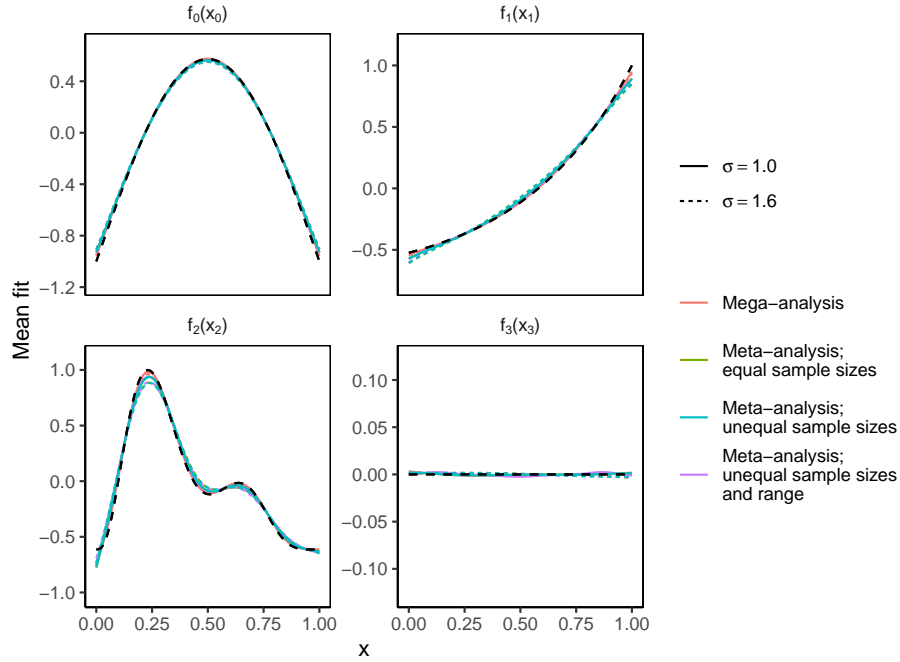 f₀(x₀)
f₁(x₁)
0.4
0.0
−0.4
−0.8
−1.2
1.0
0.5
0.0
−0.5
f₂(x₂)
f₃(x₃)
1.0
0.5
0.0
−0.5
−1.0
0.10
0.05
0.00
−0.05
−0.10
0.00 0.25 0.50 0.75 1.00
0.00 0.25 0.50 0.75 1.00
x
Mean fit
σ = 1.0
σ = 1.6
Mega−analysis
Meta−analysis;
equal sample sizes
Meta−analysis;
unequal sample sizes
Meta−analysis;
unequal sample sizes
and range